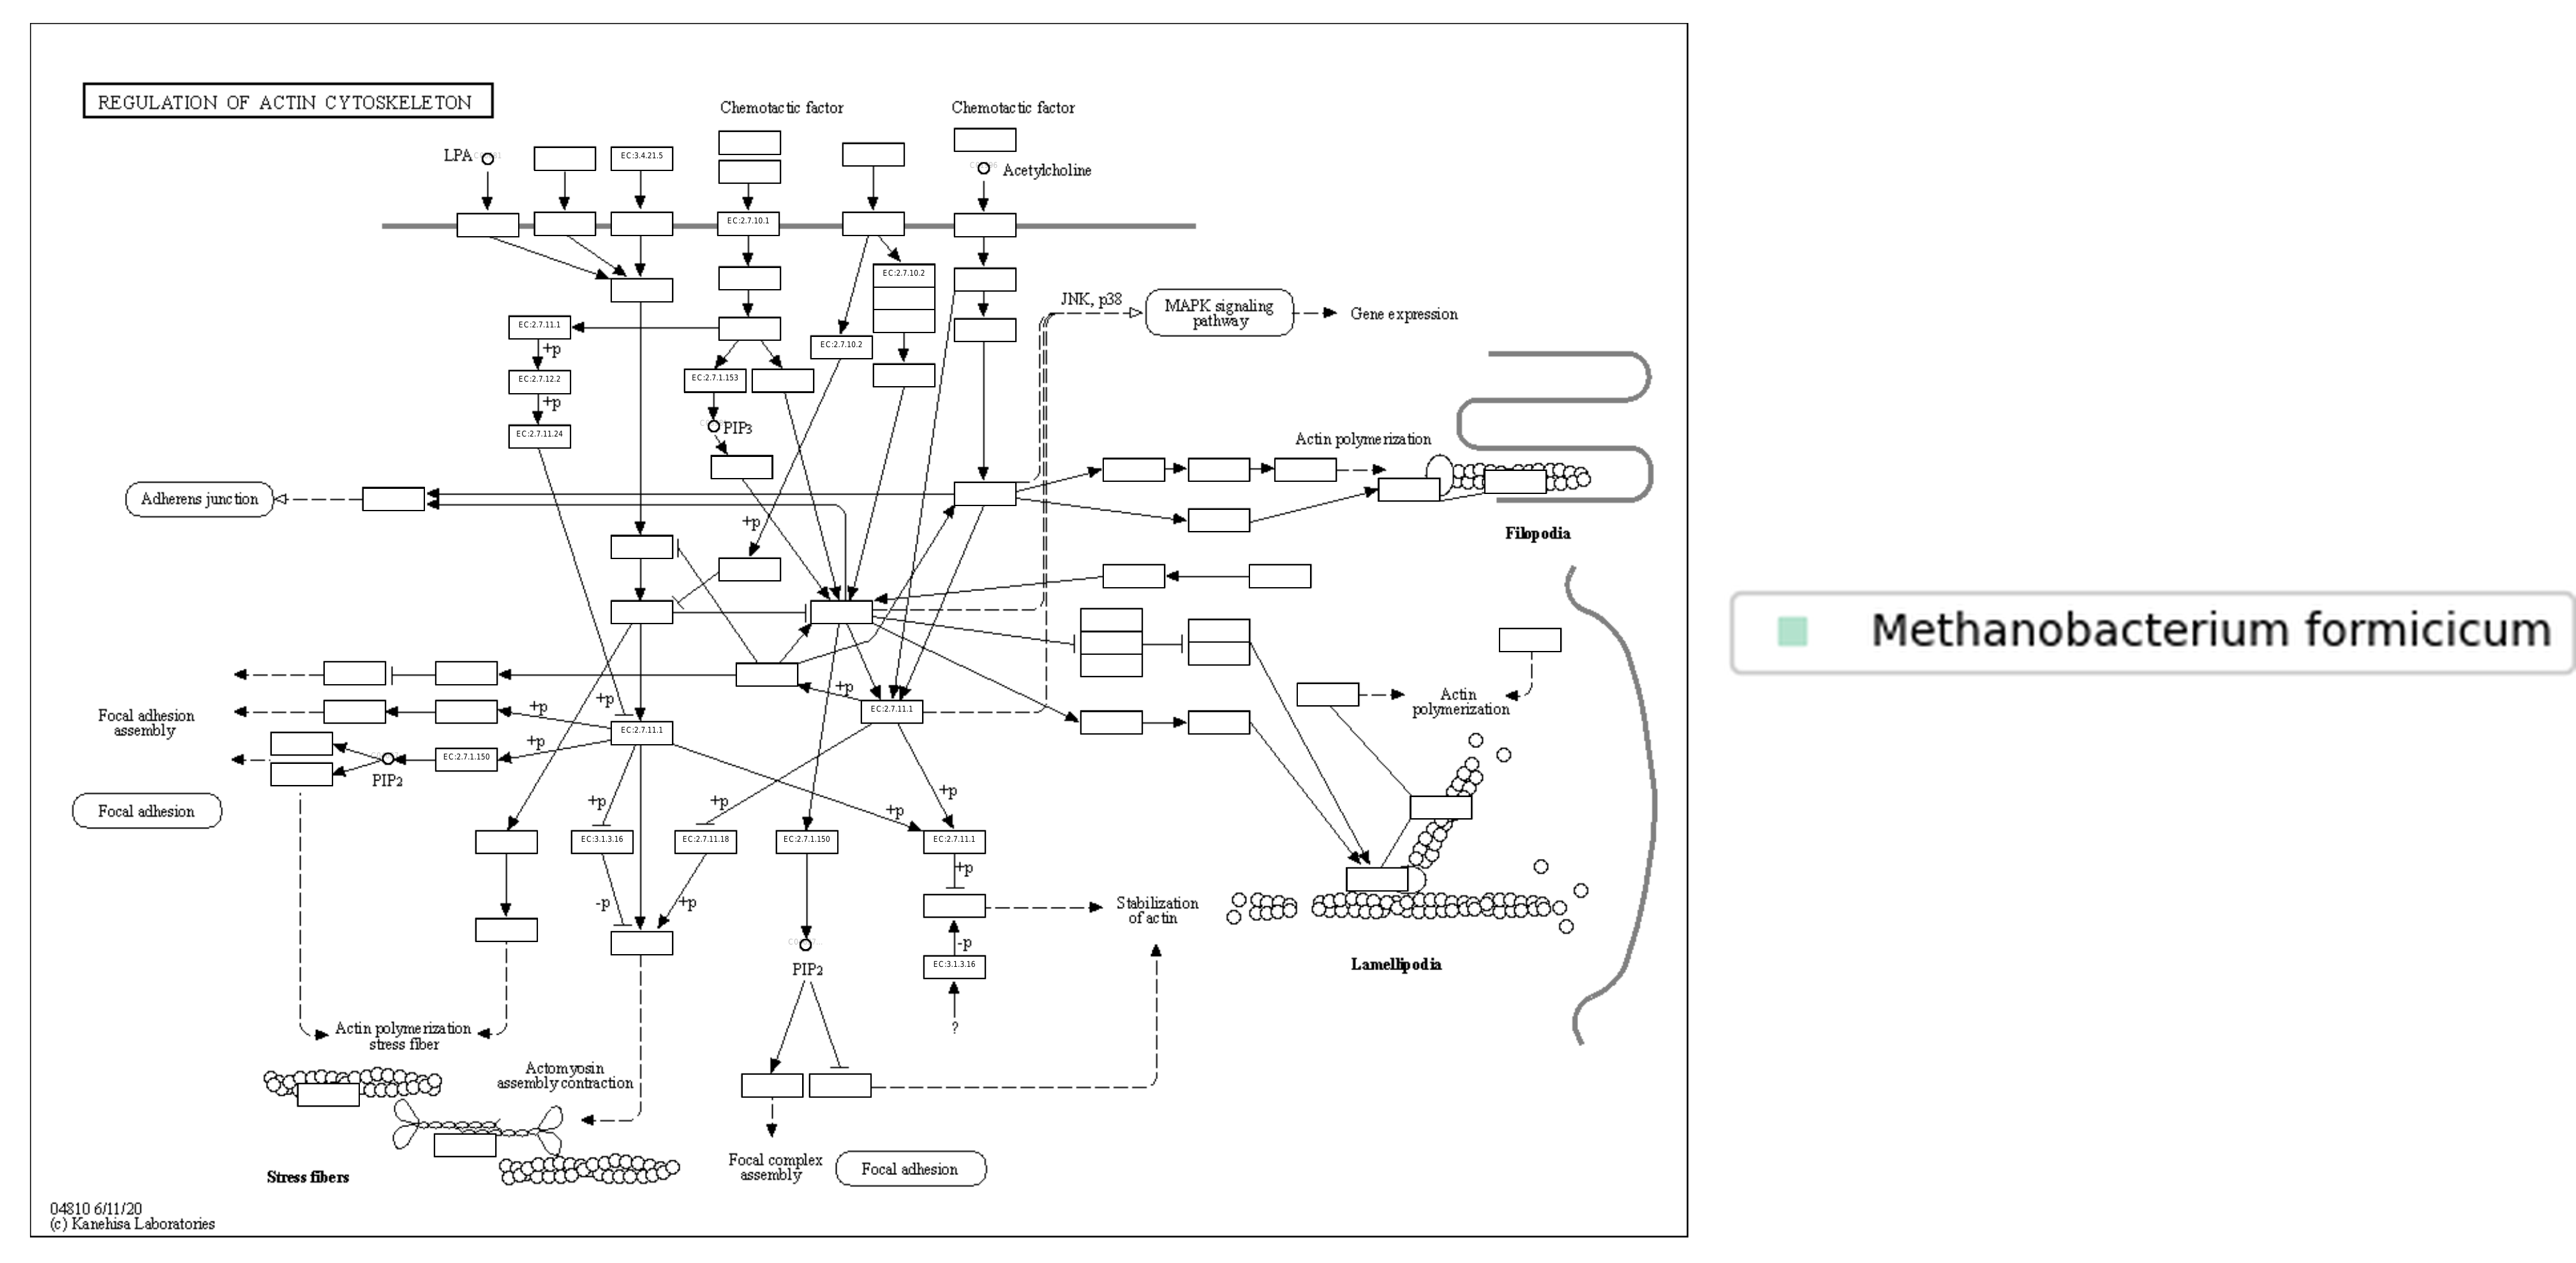 REGULATION OF ACTIN CYTOSKELETON
Chemotactic factor
Chemotactic factor
LPA
EC:3.4.21.5
Acetylcholine
EC:2.7.10.1
EC:2.7.10.2
JNK, p38
MAPK signaling
pathway
Gene expression
EC:2.7.11.1
+p
EC:2.7.10.2
EC:2.7.12.2
EC:2.7.1.153
+p
PIP3
EC:2.7.11.24
Actin polymerization
Adherens junction
+p
Filopodia
+p
+p
+p
EC:2.7.11.1
Actin
polymerization
Focal adhesion
assembly
EC:2.7.11.1
+p
EC:2.7.1.150
PIP2
Focal adhesion
+p
+p
+p
+p
EC:3.1.3.16
EC:2.7.11.18
EC:2.7.1.150
EC:2.7.11.1
+p
-p
+p
Stabilization
of actin
-p
EC:3.1.3.16
PIP2
Lamellipodia
?
Actin polymerization
stress fiber
Actomyosin
assembly contraction
Focal complex
assembly
Focal adhesion
Stress fibers
04810 6/11/20
(c) Kanehisa Laboratories
Methanobacterium formicicum